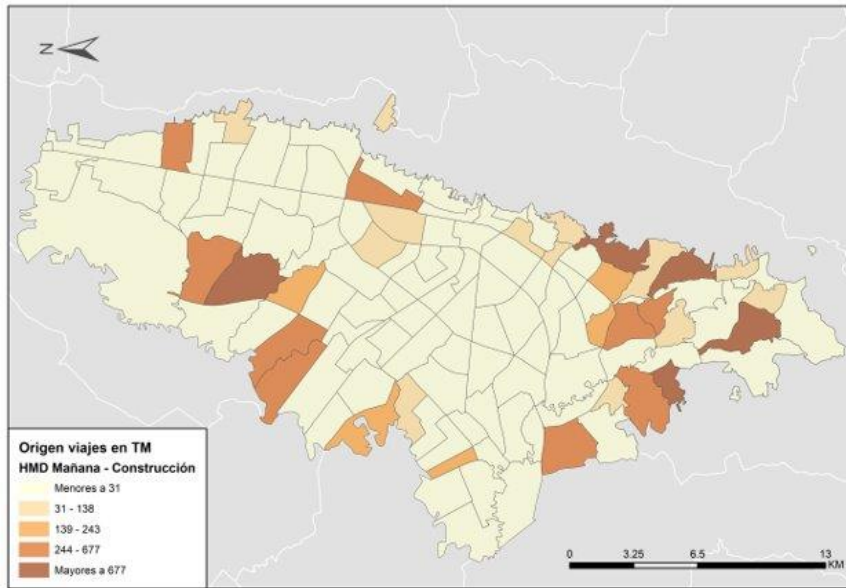 N
Origen viajes en TM
HMD Mañana - Construcción
Menores a 31
31 - 138
139 - 243
244 - 677
Mayores a 677
0 3.25 6.5 13
KM